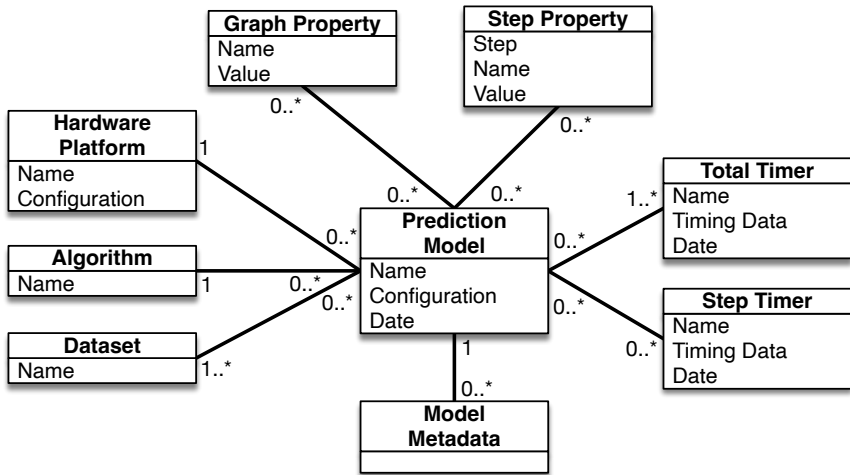 Graph Property
Name
Value
0..*
Step Property
Step
Name
Value
0..*
Hardware
Platform
Name
Configuration
1
0..*
Algorithm
Name
1
0..*
Dataset
Name
1..*
0..*
0..*
0..*
Prediction
Model
Name
Configuration
Date
1
0..*
Model
Metadata
Total Timer
Name
Timing Data
Date
1..*
0..*
Step Timer
Name
Timing Data
Date
0..*
0..*